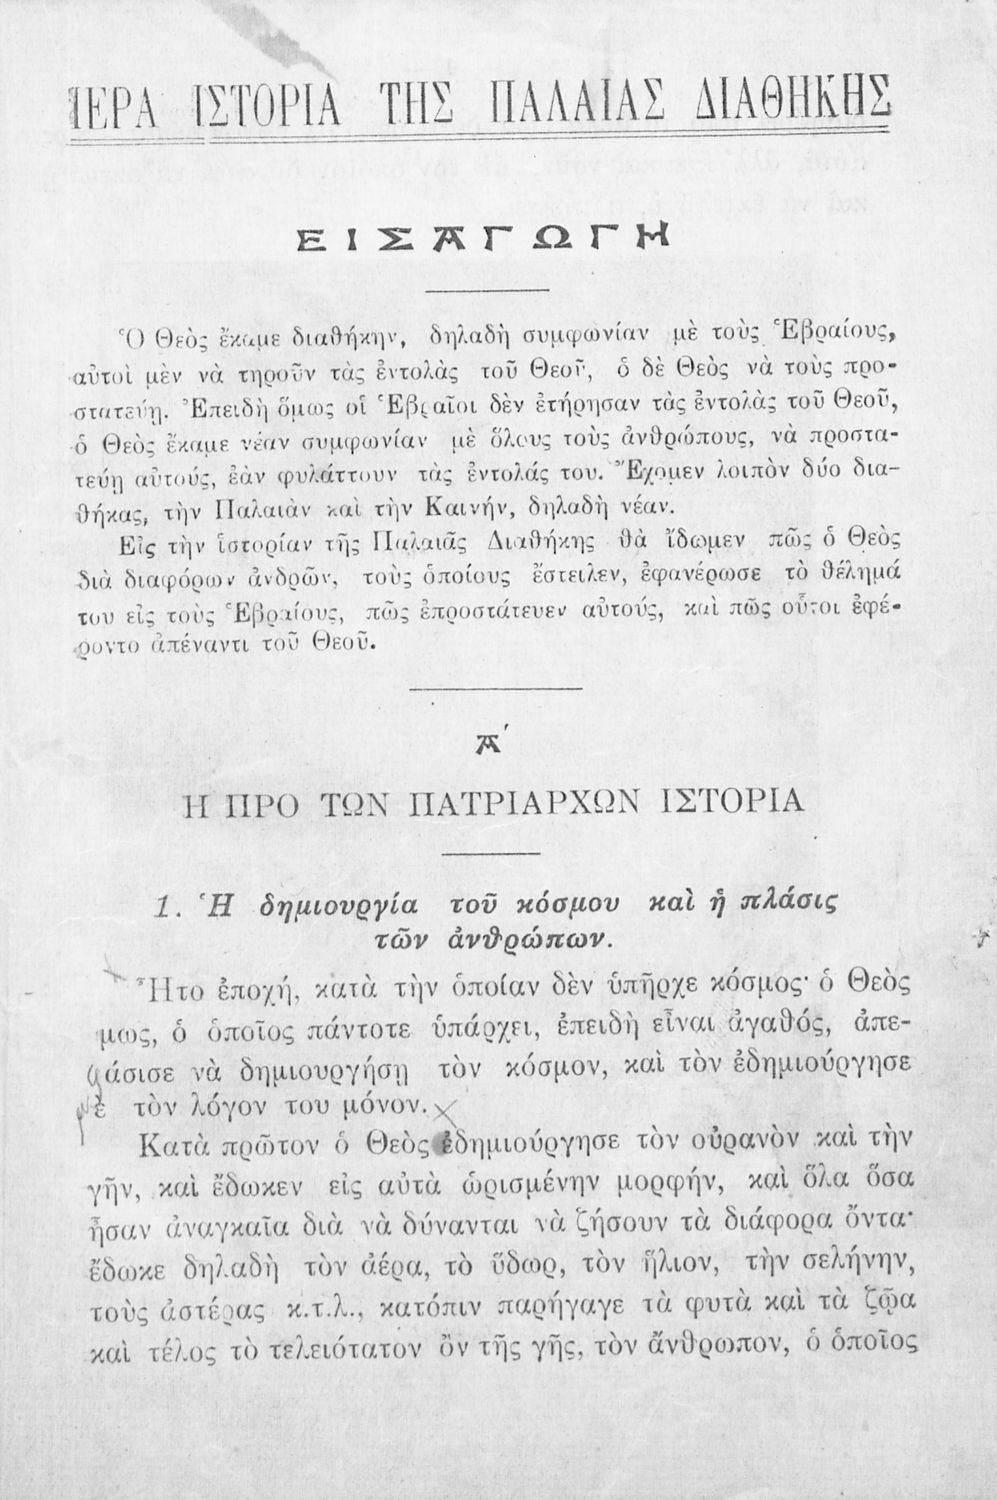 ΙΕΡΑ ΙΣΤΟΡΙΑ ΤΗΣ ΠΑΛΑΙΑΣ ΔΙΑΘΗΚΗΣ
ΕΙΣΑΓΩΓΗ
Ὁ Θεὸς ἔκαμε διαθήκην, δηλαδὴ συμφωνίαν μὲ τοὺς Ἑβραίους,
αὐτοὶ μὲν νὰ τηροῦν τὰς ἐντολὰς τοῦ Θεοῦ, ὁ δὲ Θεὸς νὰ τοὺς προ-
στατεύῃ. Ἐπειδὴ ὅμως οἱ Ἑβραῖοι δὲν ἐτήρησαν τὰς ἐντολὰς τοῦ Θεοῦ,
ὁ Θεὸς ἔκαμε νέαν συμφωνίαν μὲ ὅλους τοὺς ἀνθρώπους, νὰ προστα-
τεύῃ αὐτούς, ἐὰν φυλάττουν τὰς ἐντολάς του. Ἔχομεν λοιπὸν δύο δια-
θήκας, τὴν Παλαιὰν καὶ τὴν Καινήν, δηλαδὴ νέαν.
Εἰς τὴν ἱστορίαν τῆς Παλαιᾶς Διαθήκης θὰ ἴδωμεν πῶς ὁ Θεὸς
διὰ διαφόρων ἀνδρῶν, τοὺς ὁποίους ἔστειλεν, ἐφανέρωσε τὸ θέλημά
του εἰς τοὺς Ἑβραίους, πῶς ἐπροστάτευεν αὐτούς, καὶ πῶς οὗτοι ἐφέ-
ροντο ἀπέναντι τοῦ Θεοῦ.
Α΄
Η ΠΡΟ ΤΩΝ ΠΑΤΡΙΑΡΧΩΝ ΙΣΤΟΡΙΑ
1. Ἡ δημιουργία τοῦ κόσμου καὶ ἡ πλάσις
τῶν ἀνθρώπων.
Ἦτο ἐποχή, κατὰ τὴν ὁποίαν δὲν ὑπῆρχε κόσμος· ὁ Θεὸς
μως, ὁ ὁποῖος πάντοτε ὑπάρχει, ἐπειδὴ εἶναι ἀγαθός, ἀπε-
φάσισε νὰ δημιουργήσῃ τὸν κόσμον, καὶ τὸν ἐδημιούργησε
μὲ τὸν λόγον του μόνον.
Κατὰ πρῶτον ὁ Θεὸς ἐδημιούργησε τὸν οὐρανὸν καὶ τὴν
γῆν, καὶ ἔδωκεν εἰς αὐτὰ ὡρισμένην μορφήν, καὶ ὅλα ὅσα
ἦσαν ἀναγκαῖα διὰ νὰ δύνανται νὰ ζήσουν τὰ διάφορα ὄντα·
ἔδωκε δηλαδὴ τὸν ἀέρα, τὸ ὕδωρ, τὸν ἥλιον, τὴν σελήνην,
τοὺς ἀστέρας κ.τ.λ., κατόπιν παρήγαγε τὰ φυτὰ καὶ τὰ ζῷα
καὶ τέλος τὸ τελειότατον ὂν τῆς γῆς, τὸν ἄνθρωπον, ὁ ὁποῖος